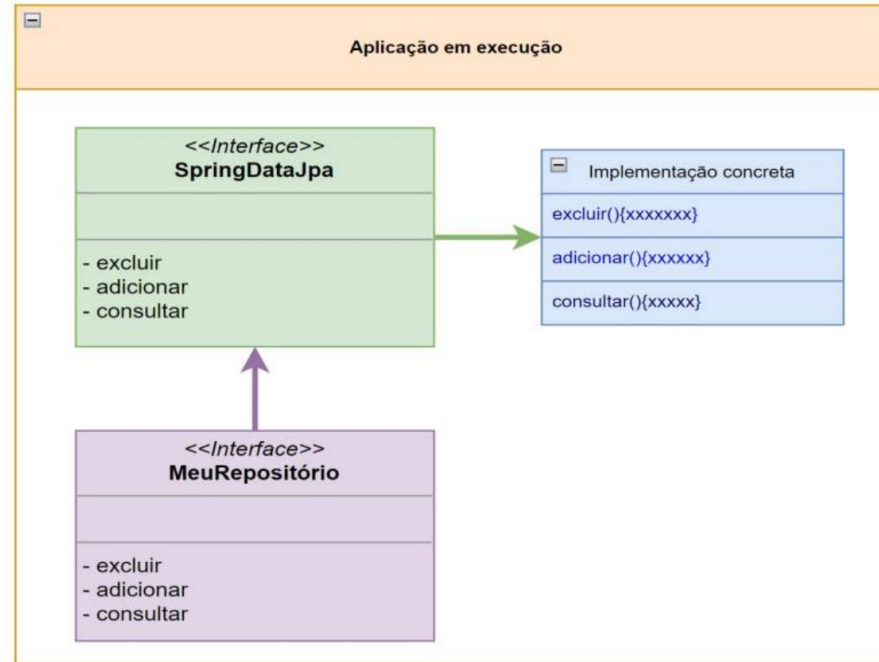 Aplicação em execução
<<Interface>>
SpringDataJpa
- excluir
- adicionar
- consultar
Implementação concreta
excluir(){xxxxxxx}
adicionar(){xxxxxx}
consultar(){xxxxx}
<<Interface>>
MeuRepositório
- excluir
- adicionar
- consultar